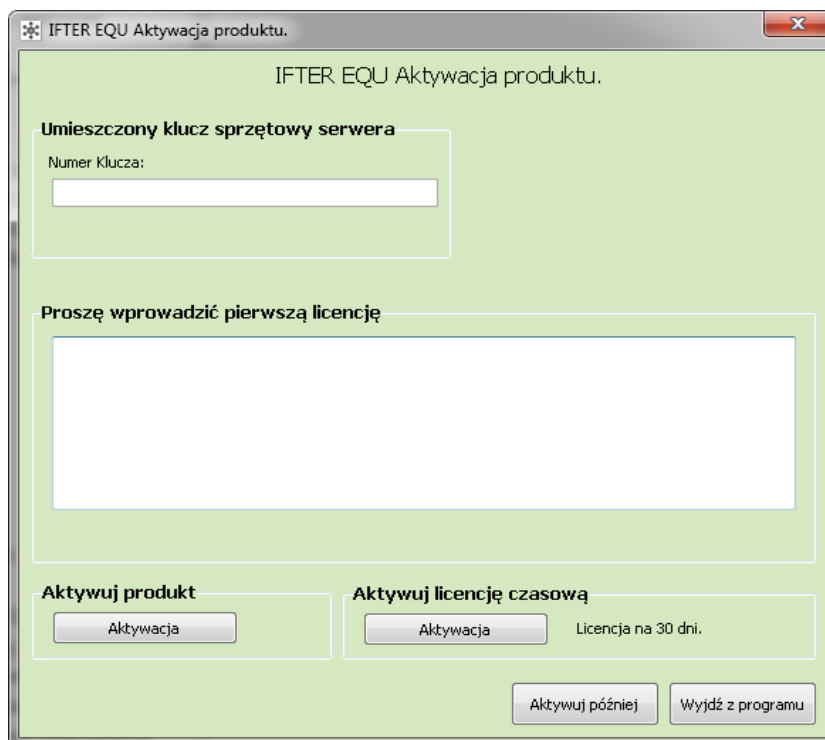 IFTER EQU Aktywacja produktu.
IFTER EQU Aktywacja produktu.
Umieszczony klucz sprzętowy serwera
Numer Klucza:
Proszę wprowadzić pierwszą licencję
Aktywuj produkt
Aktywacja
Aktywuj licencję czasową
Aktywacja
Licencja na 30 dni.
Aktywuj później
Wyjdź z programu